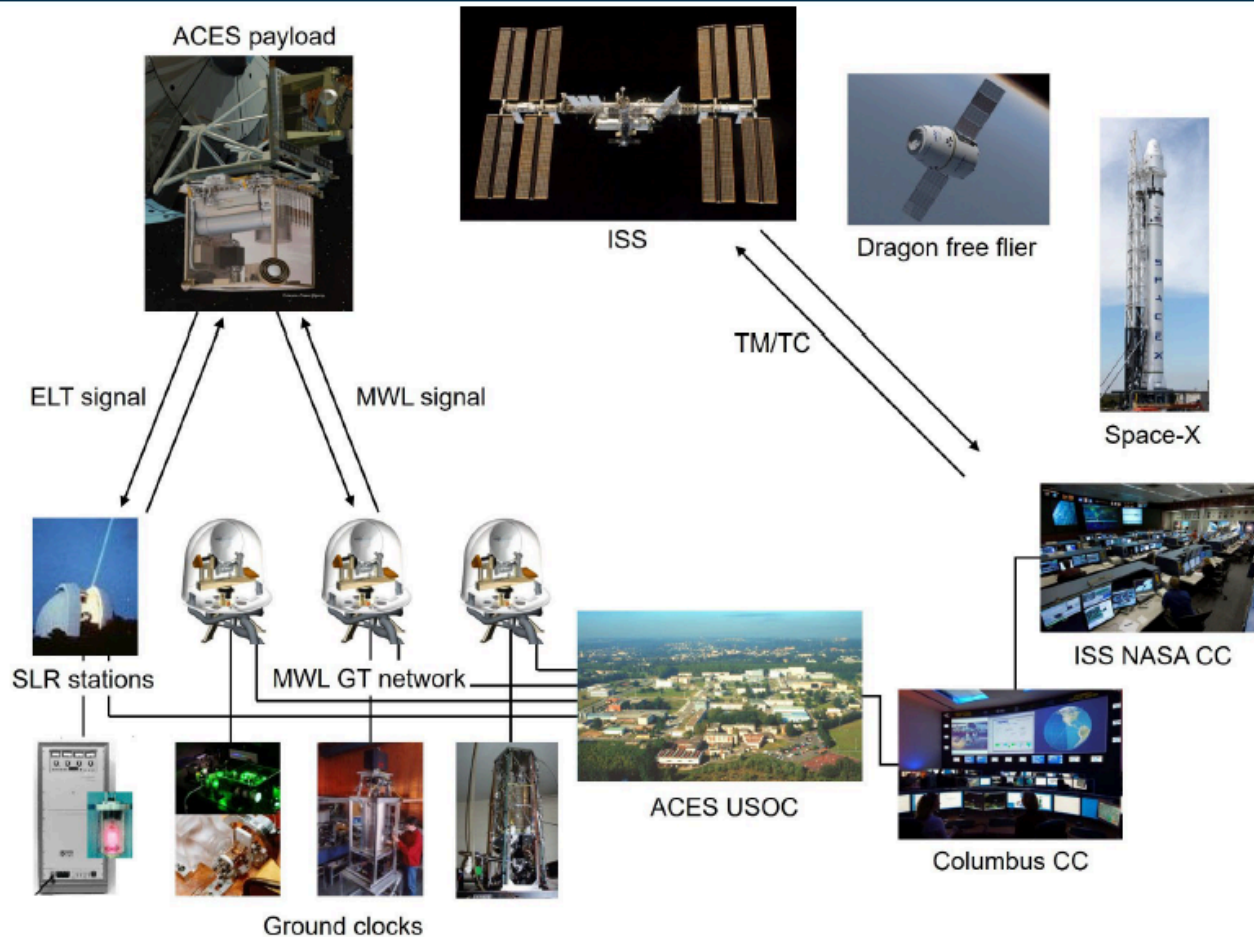 ACES payload
ISS
Dragon free flier
SPACEX
Space-X
TM/TC
ELT signal
MWL signal
SLR stations
MWL GT network
ISS NASA CC
ACES USOC
Columbus CC
Ground clocks